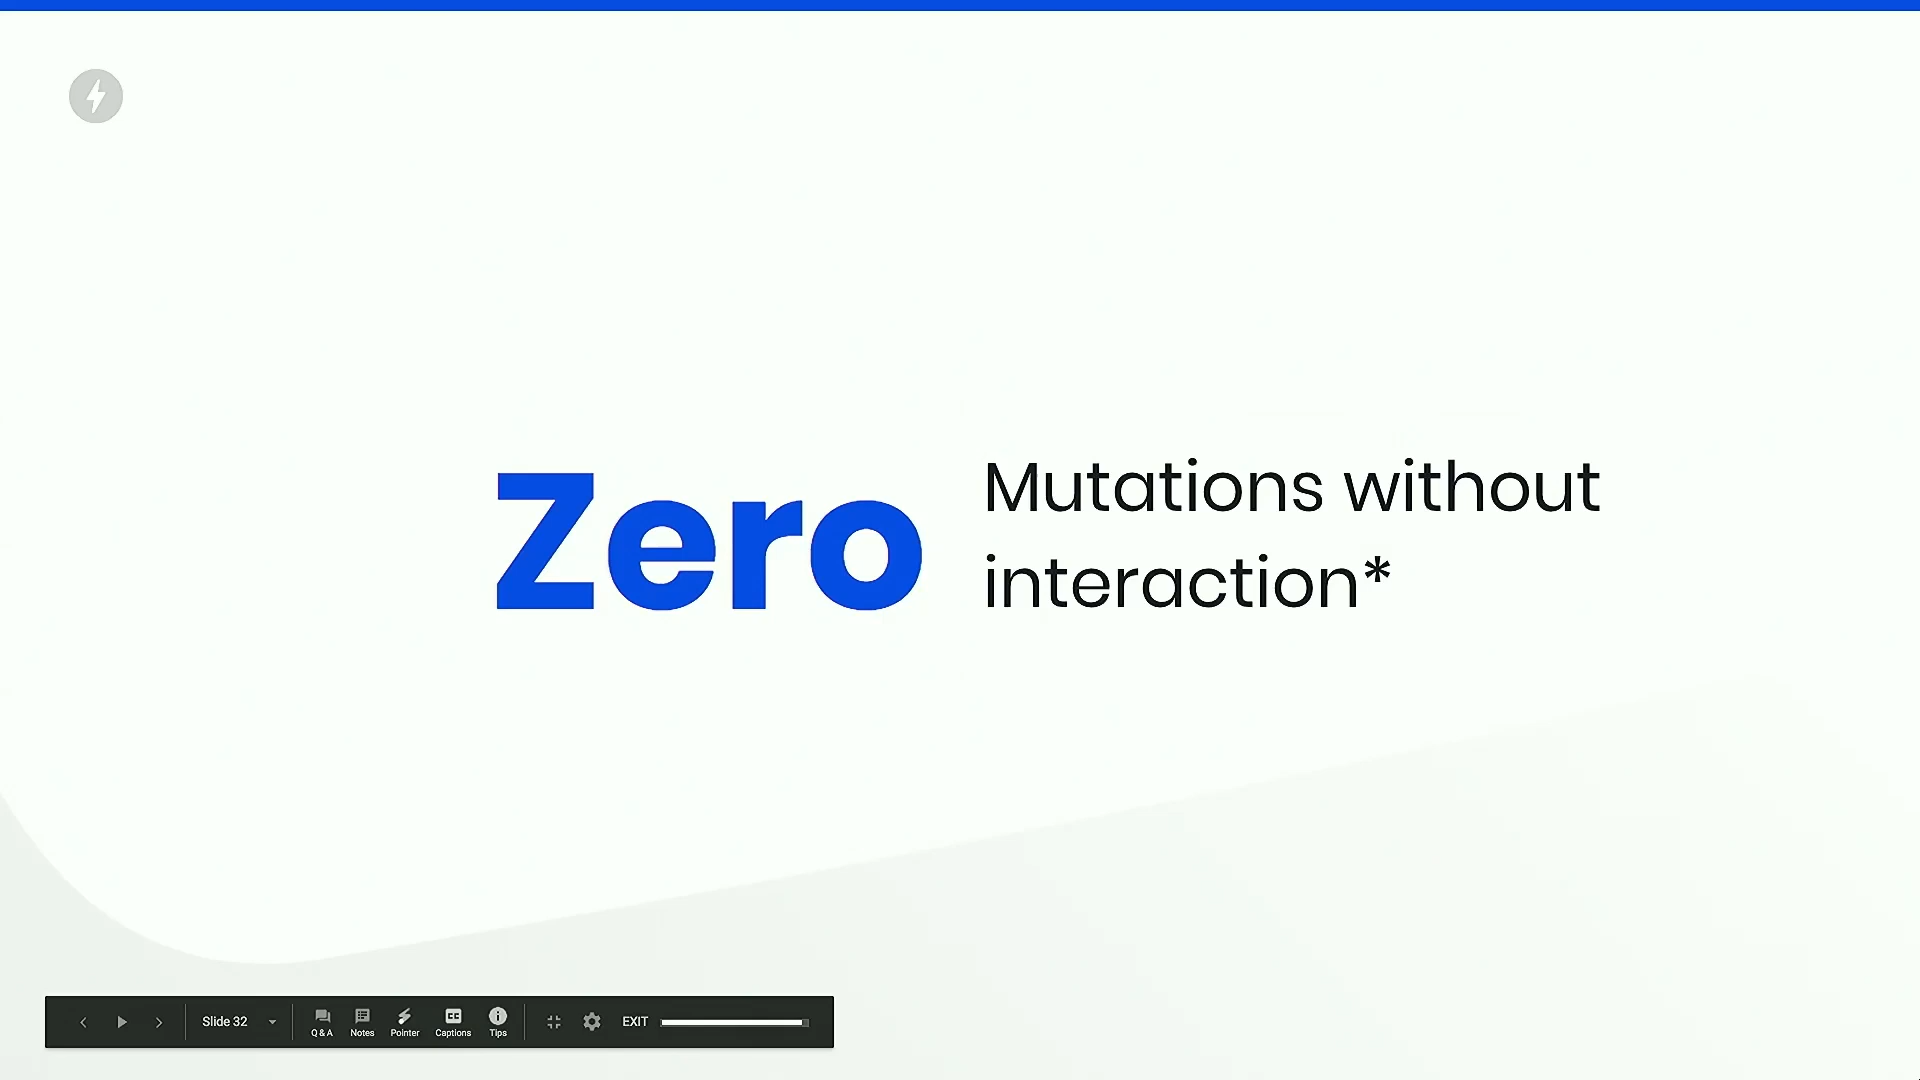 Zero
Mutations without
interaction*
Slide 32
Q & A
Notes
Pointer
Captions
Tips
EXIT